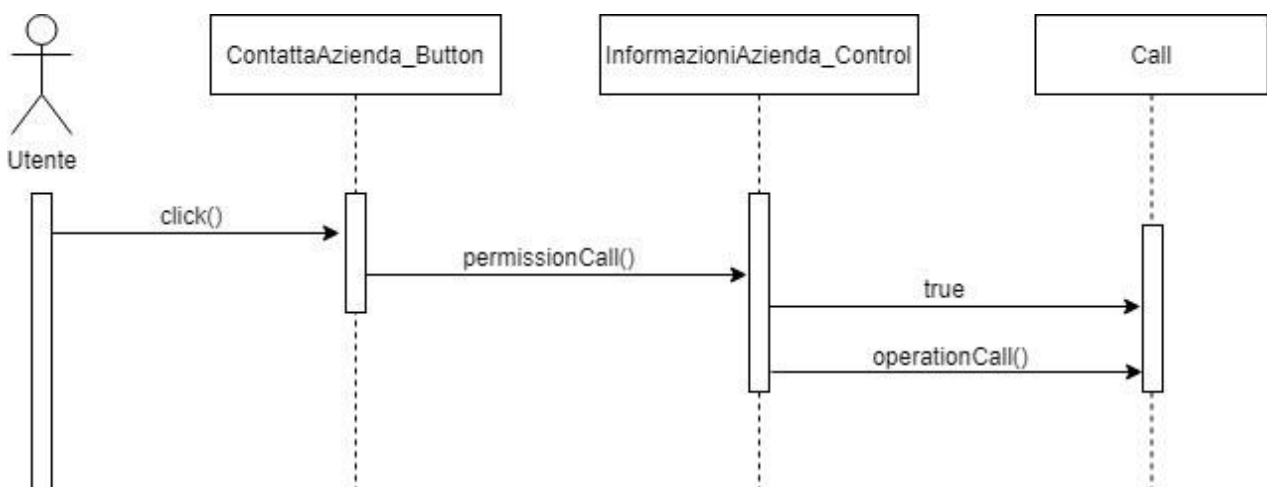 ContattaAzienda_Button
InformazioniAzienda_Control
Call
Utente
click()
permissionCall()
true
operationCall()